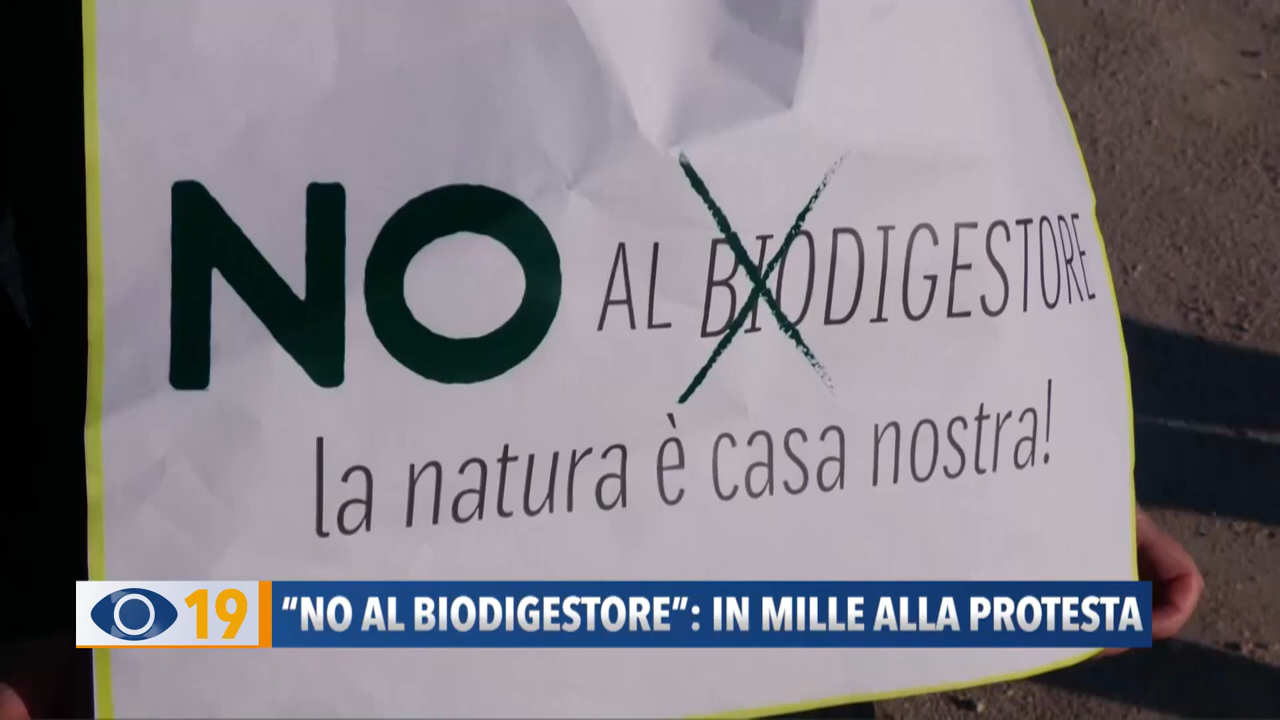 NO AL BIODIGESTORE
la natura è casa nostra!
19 “NO AL BIODIGESTORE”: IN MILLE ALLA PROTESTA